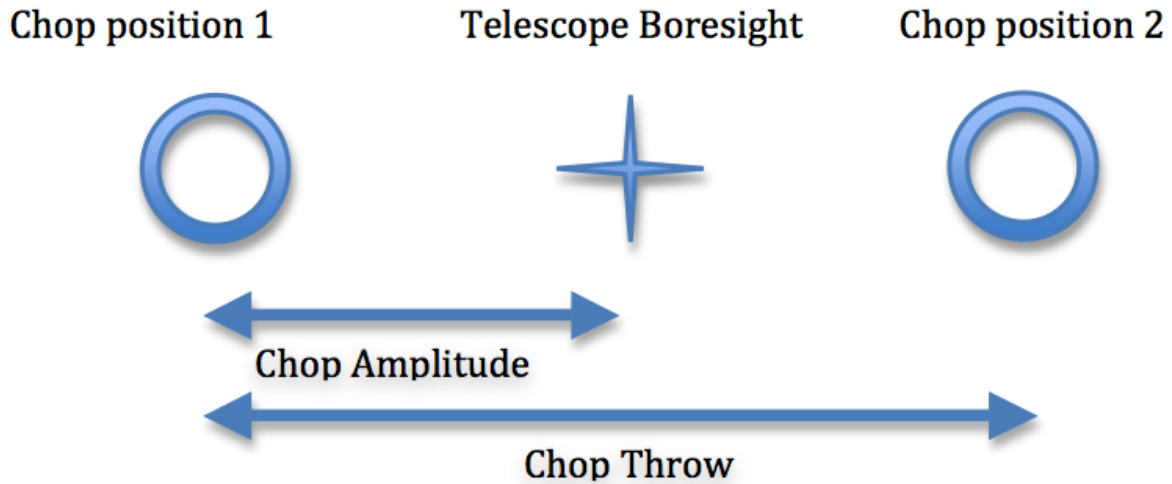 Chop position 1
Telescope Boresight
Chop position 2
Chop Amplitude
Chop Throw